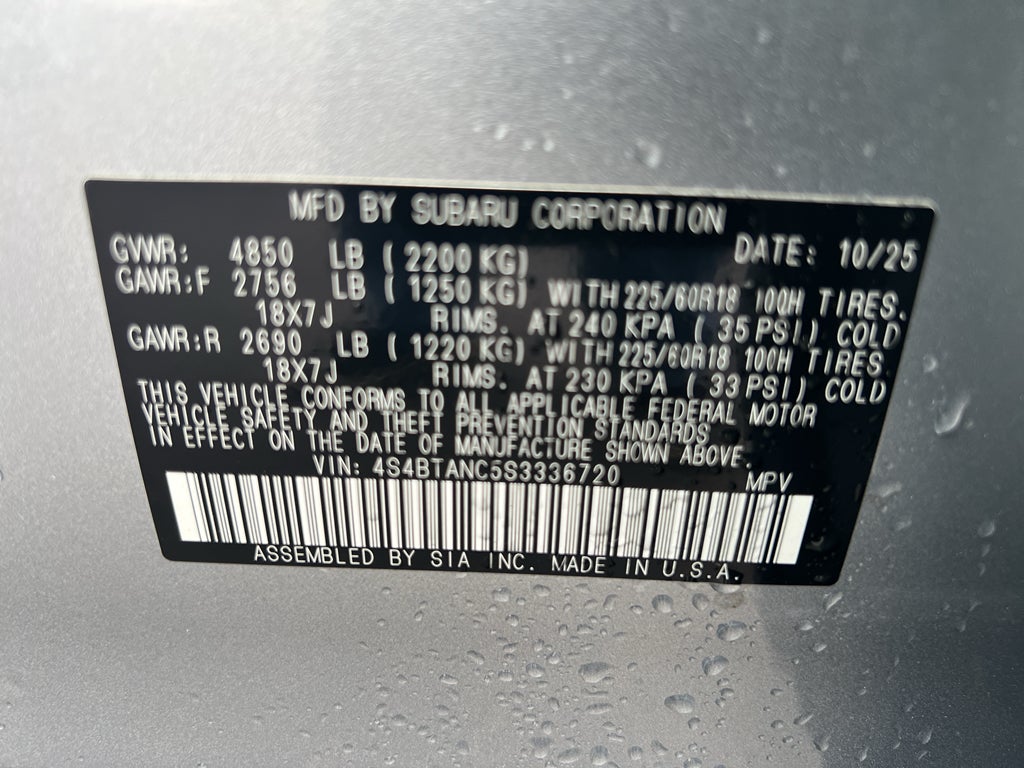 MFD BY SUBARU CORPORATION
GVWR: 4850 LB ( 2200 KG) DATE: 10/25
GAWR:F 2756 LB ( 1250 KG) WITH 225/60R18 100H TIRES.
18X7J RIMS. AT 240 KPA ( 35 PSI) COLD
GAWR:R 2690 LB ( 1220 KG) WITH 225/60R18 100H TIRES.
18X7J RIMS. AT 230 KPA ( 33 PSI) COLD
THIS VEHICLE CONFORMS TO ALL APPLICABLE FEDERAL MOTOR
VEHICLE SAFETY AND THEFT PREVENTION STANDARDS
IN EFFECT ON THE DATE OF MANUFACTURE SHOWN ABOVE.
VIN: 4S4BTANC5S3336720 MPV
ASSEMBLED BY SIA INC. MADE IN U.S.A.